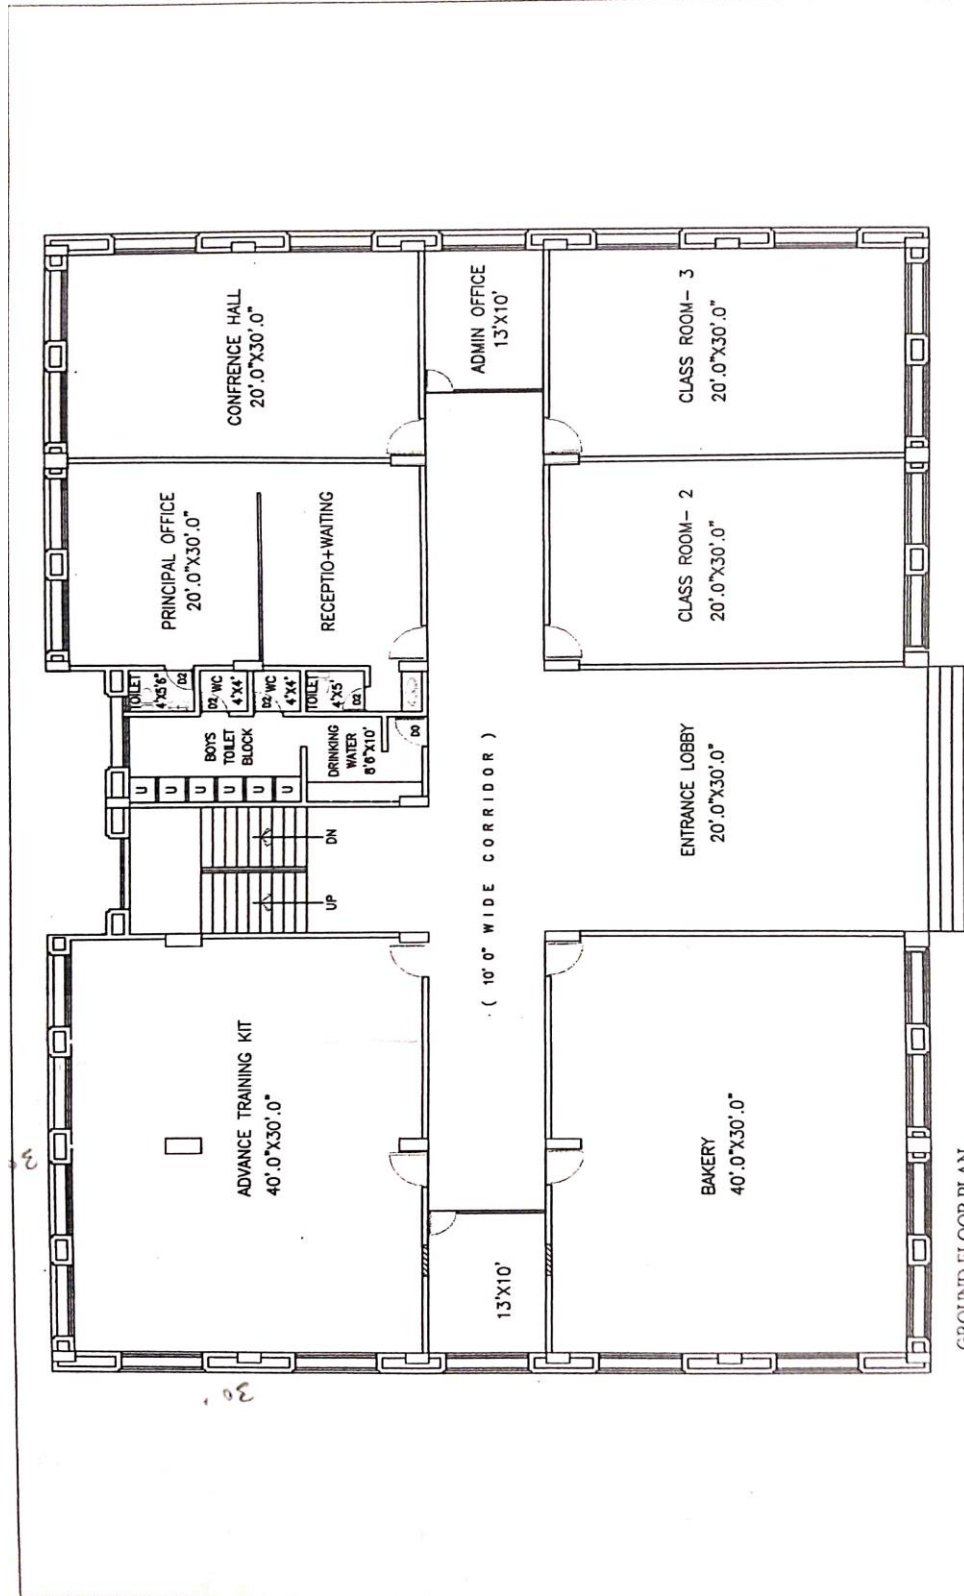 CONFRENCE HALL
20'.0"X30'.0"
PRINCIPAL OFFICE
20'.0"X30'.0"
RECEPTIO+WAITING
ADMIN OFFICE
13'X10'
CLASS ROOM- 3
20'.0"X30'.0"
CLASS ROOM- 2
20'.0"X30'.0"
TOILET
4'X5'6"
D2
WC
4'X4'
D2
WC
4'X4'
D2
TOILET
4'X5'
D2
BOYS
TOILET
BLOCK
U
U
U
U
U
U
DRINKING
WATER
8'6"X10'
DO
DN
UP
( 10' 0" WIDE CORRIDOR )
ENTRANCE LOBBY
20'.0"X30'.0"
ADVANCE TRAINING KIT
40'.0"X30'.0"
13'X10'
BAKERY
40'.0"X30'.0"
30'
GROUND FLOOR PLAN